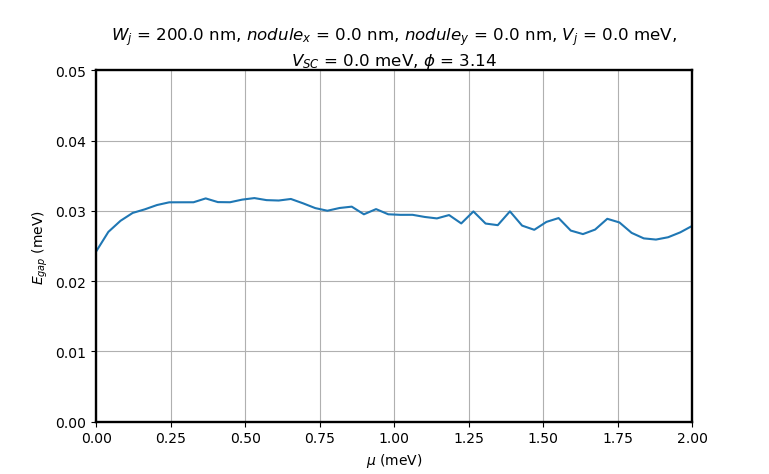 W_j = 200.0 nm, nodule_x = 0.0 nm, nodule_y = 0.0 nm, V_j = 0.0 meV,
V_SC = 0.0 meV, ϕ = 3.14
0.05
0.04
0.03
0.02
0.01
0.00
E_gap (meV)
0.00 0.25 0.50 0.75 1.00 1.25 1.50 1.75 2.00
μ (meV)